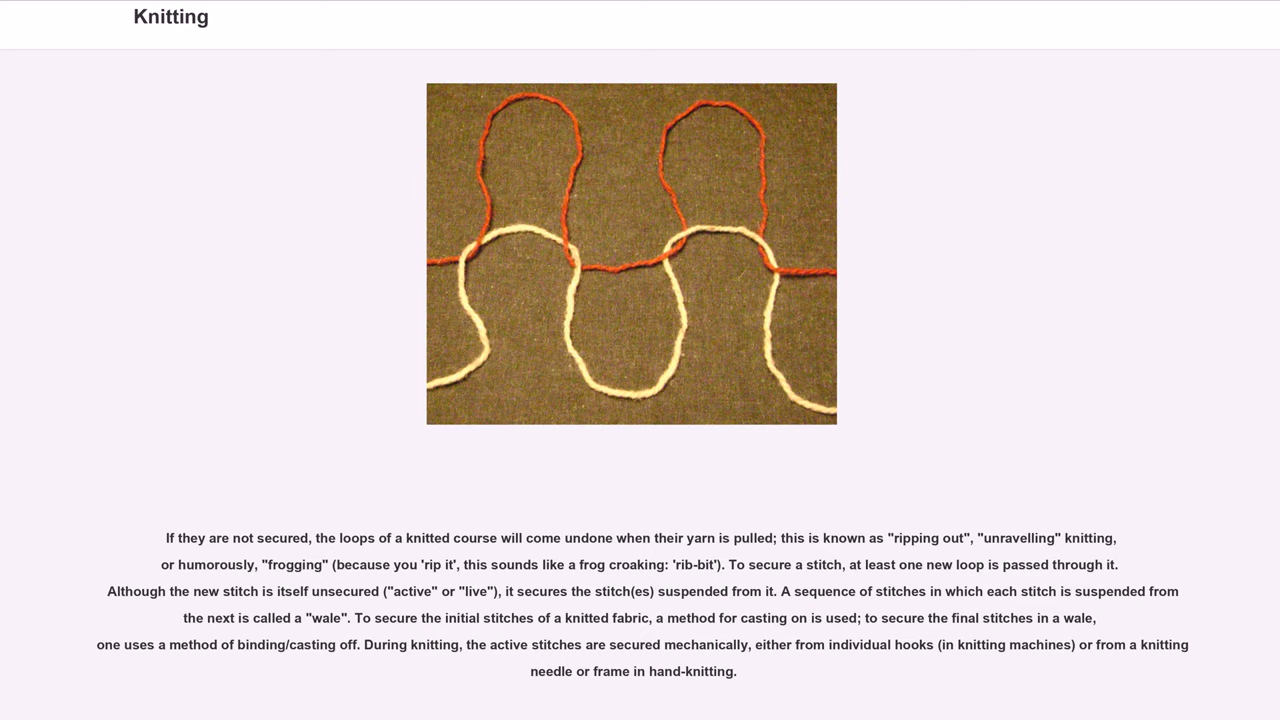 Knitting
If they are not secured, the loops of a knitted course will come undone when their yarn is pulled; this is known as "ripping out", "unravelling" knitting,
or humorously, "frogging" (because you 'rip it', this sounds like a frog croaking: 'rib-bit'). To secure a stitch, at least one new loop is passed through it.
Although the new stitch is itself unsecured ("active" or "live"), it secures the stitch(es) suspended from it. A sequence of stitches in which each stitch is suspended from
the next is called a "wale". To secure the initial stitches of a knitted fabric, a method for casting on is used; to secure the final stitches in a wale,
one uses a method of binding/casting off. During knitting, the active stitches are secured mechanically, either from individual hooks (in knitting machines) or from a knitting
needle or frame in hand-knitting.